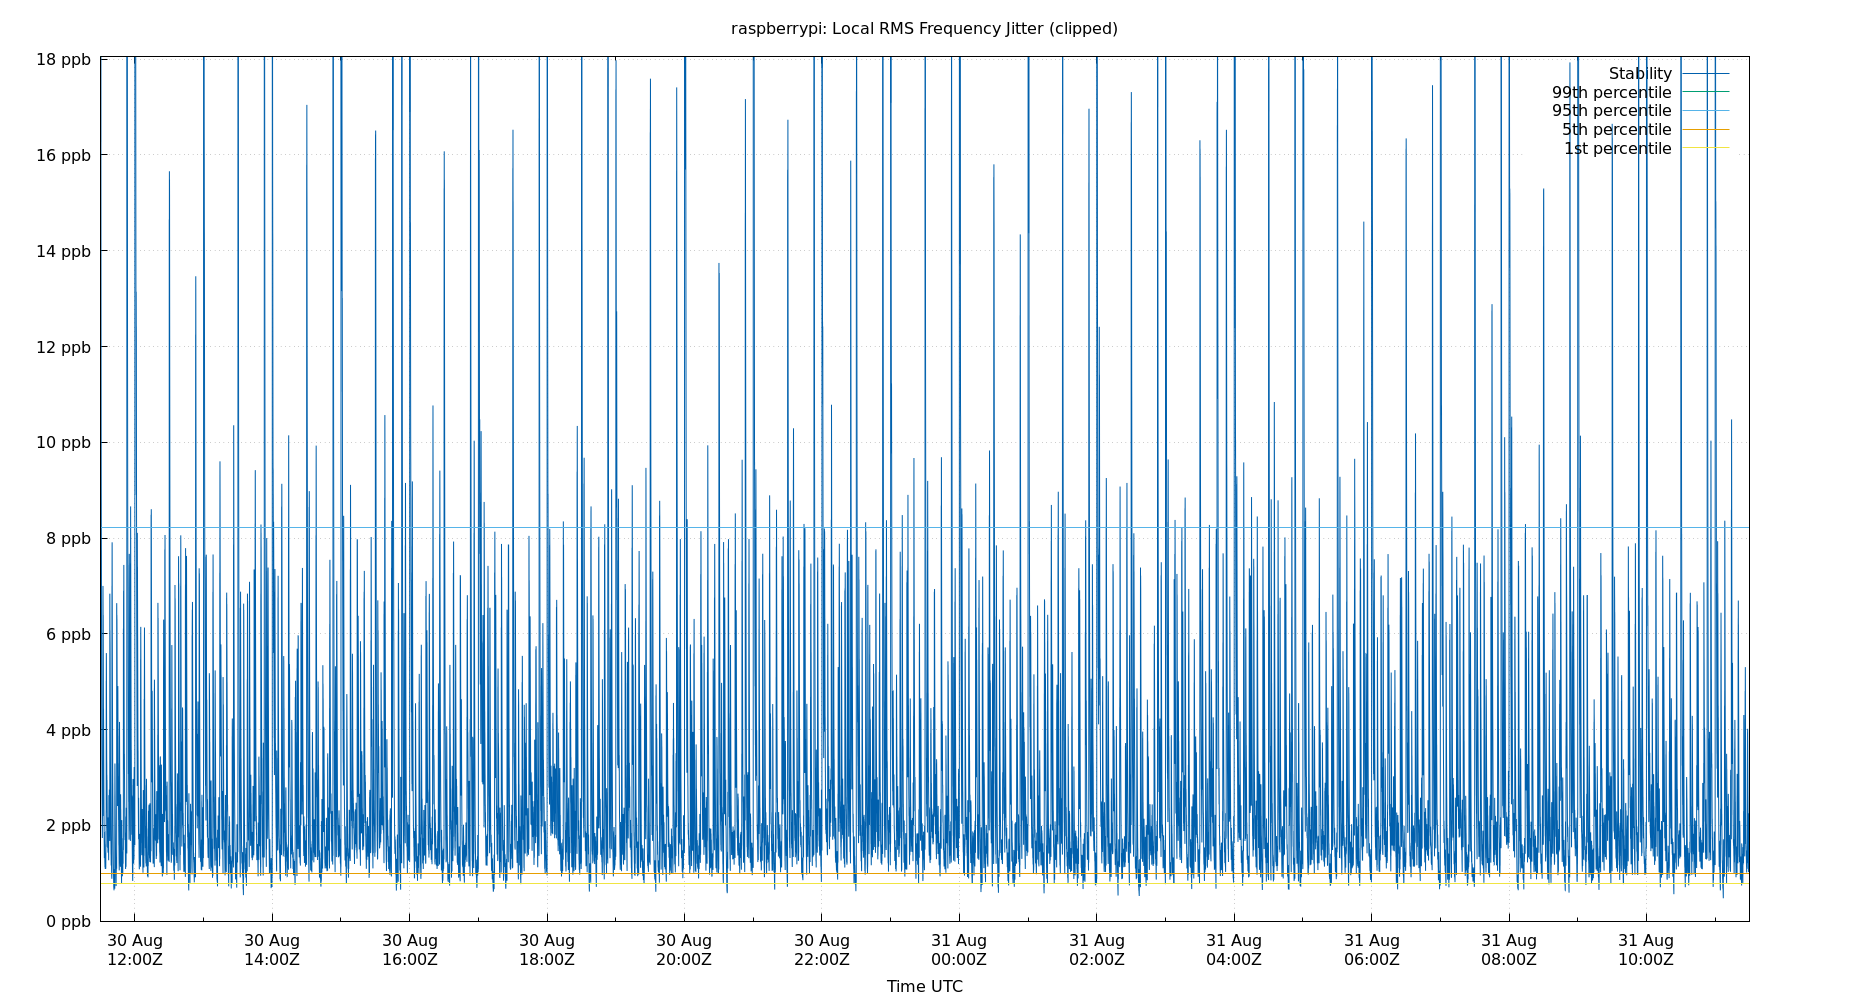 raspberrypi: Local RMS Frequency Jitter (clipped)
18 ppb
16 ppb
14 ppb
12 ppb
10 ppb
8 ppb
6 ppb
4 ppb
2 ppb
0 ppb
Stability
99th percentile
95th percentile
5th percentile
1st percentile
30 Aug 30 Aug 30 Aug 30 Aug 30 Aug 30 Aug 31 Aug 31 Aug 31 Aug 31 Aug 31 Aug 31 Aug
12:00Z 14:00Z 16:00Z 18:00Z 20:00Z 22:00Z 00:00Z 02:00Z 04:00Z 06:00Z 08:00Z 10:00Z
Time UTC